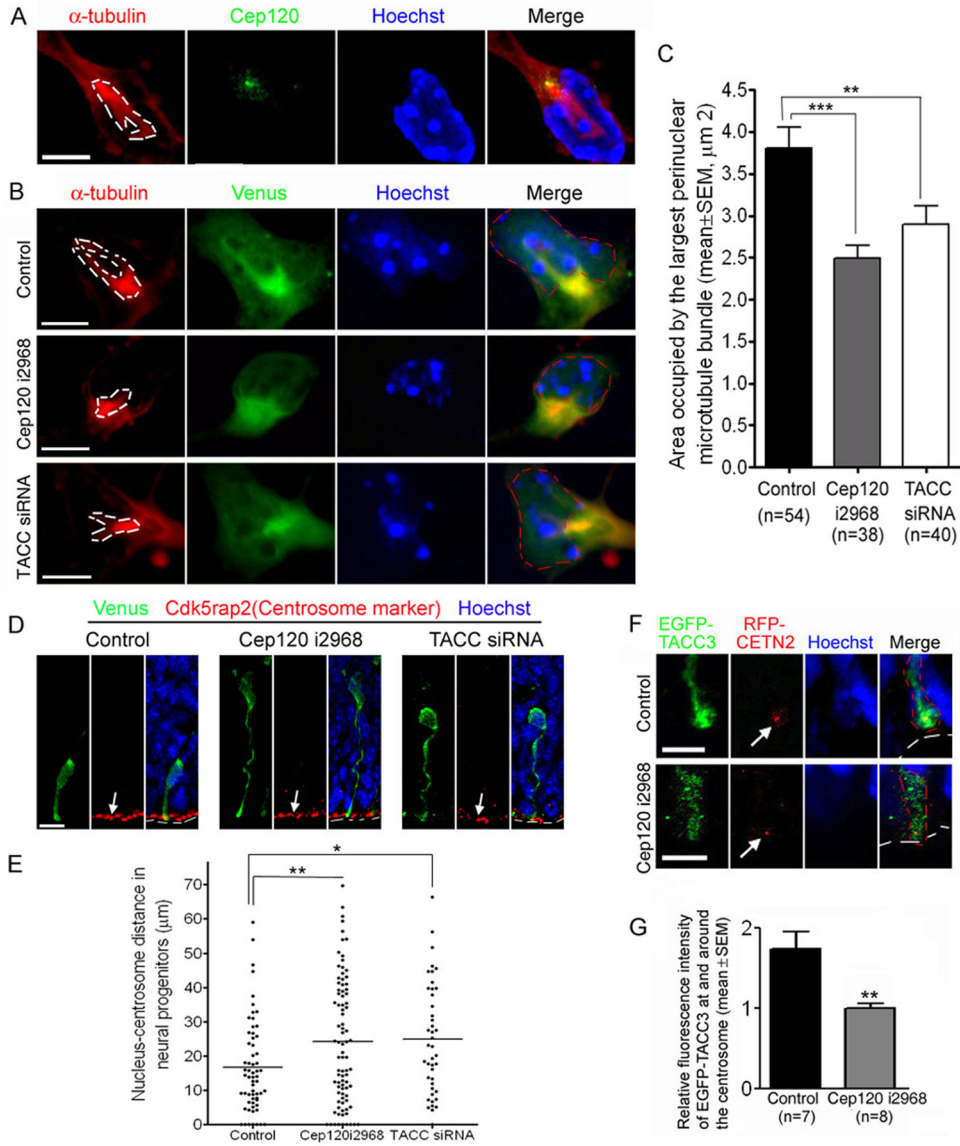 A
α-tubulin Cep120 Hoechst Merge
B
α-tubulin Venus Hoechst Merge
Control
Cep120 i2968
TACC siRNA
C
Area occupied by the largest perinuclear
microtubule bundle (mean±SEM, μm 2)
4.5
4.0
3.5
3.0
2.5
2.0
1.5
1.0
0.5
0.0
**
***
Control Cep120 TACC
i2968 siRNA
(n=54) (n=38) (n=40)
D
Venus Cdk5rap2(Centrosome marker) Hoechst
Control Cep120 i2968 TACC siRNA
E
Nucleus-centrosome distance in
neural progitors (μm)
70
60
50
40
30
20
10
0
*
**
Control Cep120i2968 TACC siRNA
F
EGFP- RFP-
TACC3 CETN2 Hoechst Merge
Control
Cep120 i2968
G
Relative fluorescence intensity
of EGFP-TACC3 at and around
the centrosome (mean±SEM)
2
1
0
**
Control Cep120 i2968
(n=7) (n=8)